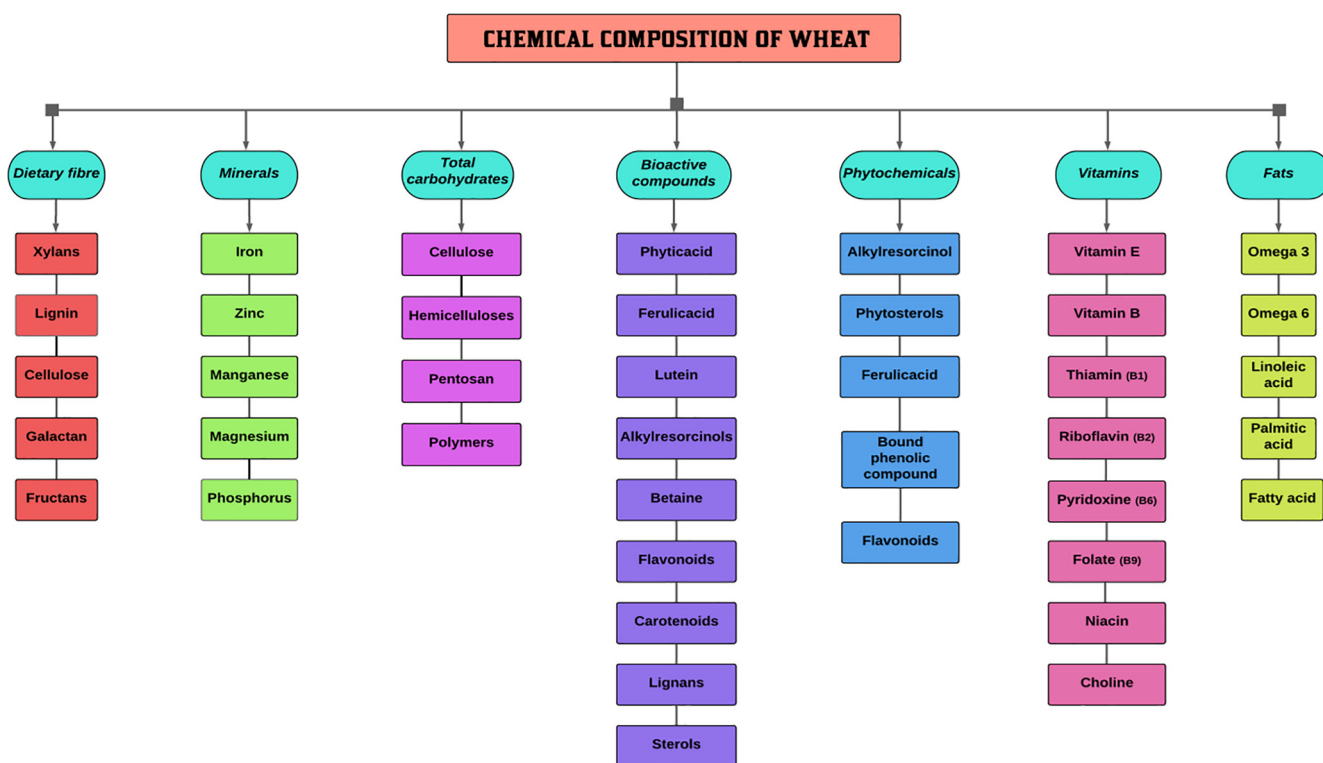 CHEMICAL COMPOSITION OF WHEAT
Dietary fibre
Xylans
Lignin
Cellulose
Galactan
Fructans
Minerals
Iron
Zinc
Manganese
Magnesium
Phosphorus
Total
carbohydrates
Cellulose
Hemicelluloses
Pentosan
Polymers
Bioactive
compounds
Phyticacid
Ferulicacid
Lutein
Alkylresorcinols
Betaine
Flavonoids
Carotenoids
Lignans
Sterols
Phytochemicals
Alkylresorcinol
Phytosterols
Ferulicacid
Bound
phenolic
compound
Flavonoids
Vitamins
Vitamin E
Vitamin B
Thiamin (B1)
Riboflavin (B2)
Pyridoxine (B6)
Folate (B9)
Niacin
Choline
Fats
Omega 3
Omega 6
Linoleic
acid
Palmitic
acid
Fatty acid